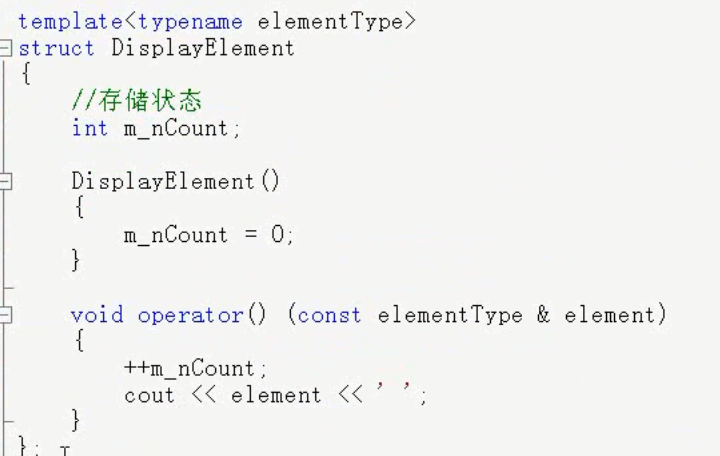 template<typename elementType>
struct DisplayElement
{
    //存储状态
    int m_nCount;

    DisplayElement()
    {
        m_nCount = 0;
    }

    void operator() (const elementType & element)
    {
        ++m_nCount;
        cout << element << ' ';
    }
};